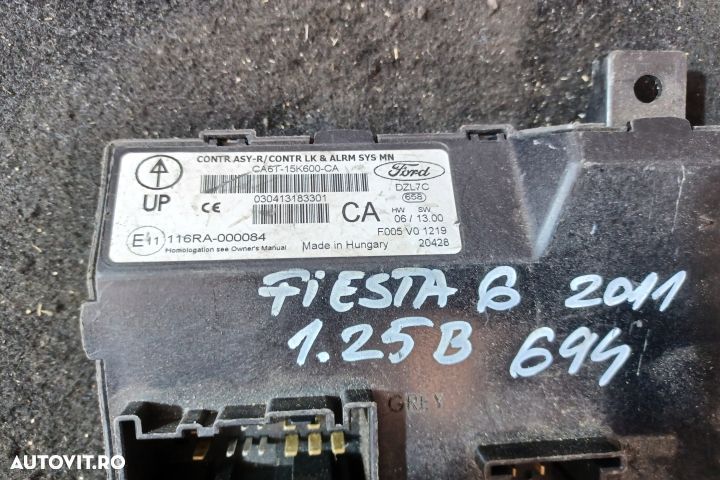 CONTR ASY-R/CONTR LK & ALRM SYS MN
CA6T-15K600-CA
Ford
DZL7C
658
UP
CE
030413183301
CA
HW SW
06 / 13.00
E11 116RA-000084
F005 V0 1219
Homologation see Owner's Manual
Made in Hungary
20428
FIESTA 6 2011
1.25B 694
GREY
AUTOVIT.RO